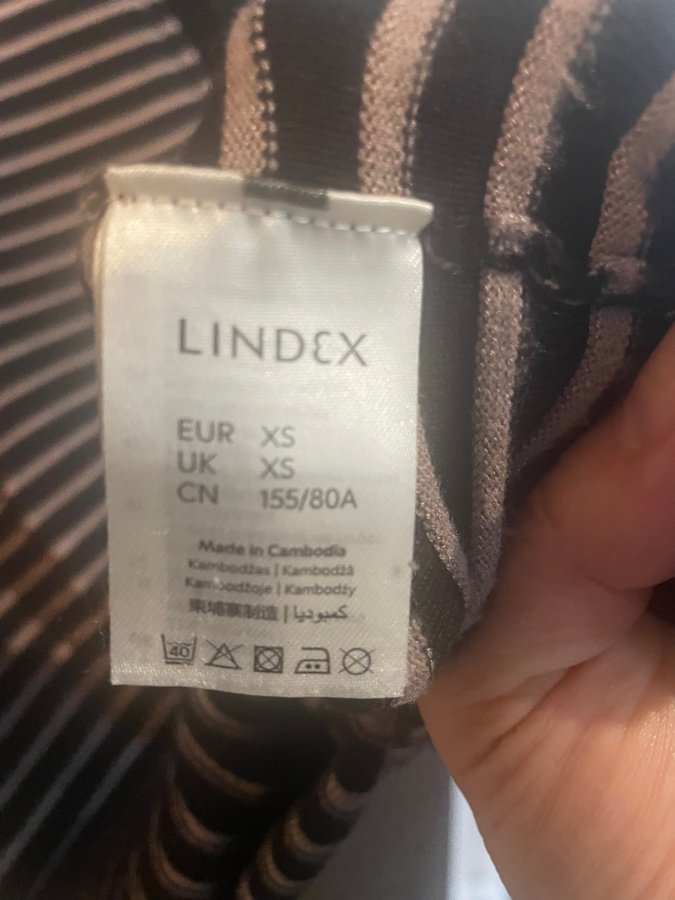 LINDEX
EUR XS
UK XS
CN 155/80A
Made in Cambodia
Kambodžas | Kambodžā
Kambodžoje | Kambodży
柬埔寨制造 | كمبوديا
40